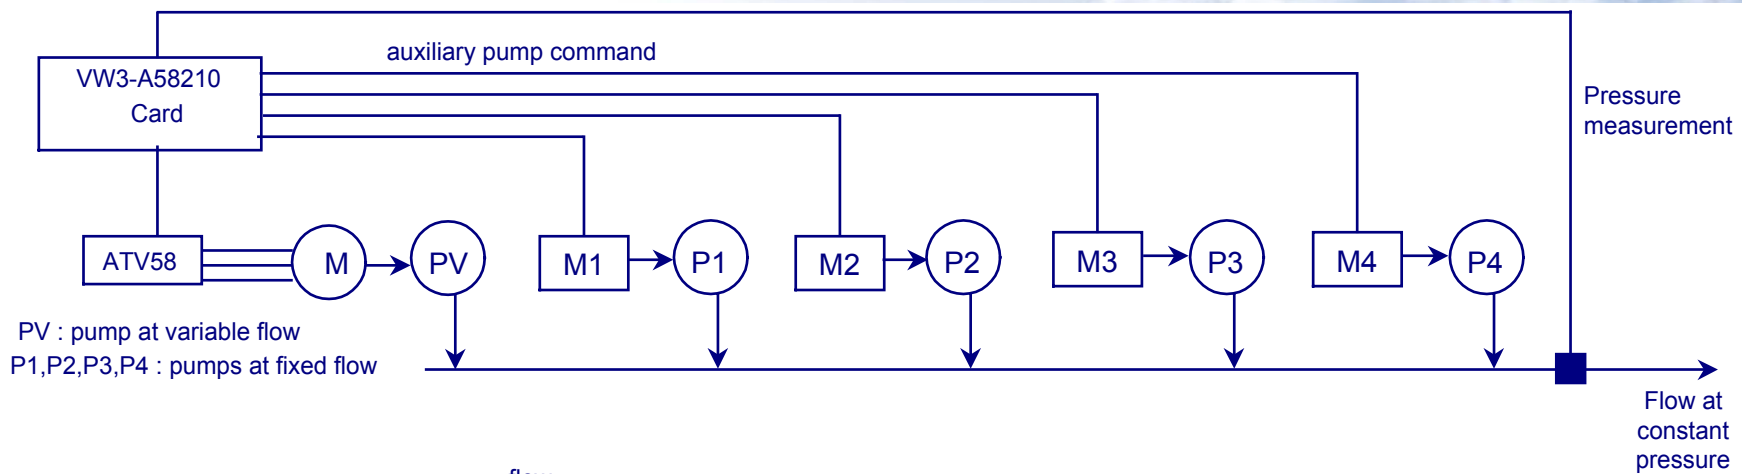 auxiliary pump command
VW3-A58210
Card
Pressure
measurement
ATV58
M
PV
M1
P1
M2
P2
M3
P3
M4
P4
PV : pump at variable flow
P1,P2,P3,P4 : pumps at fixed flow
Flow at
constant
pressure